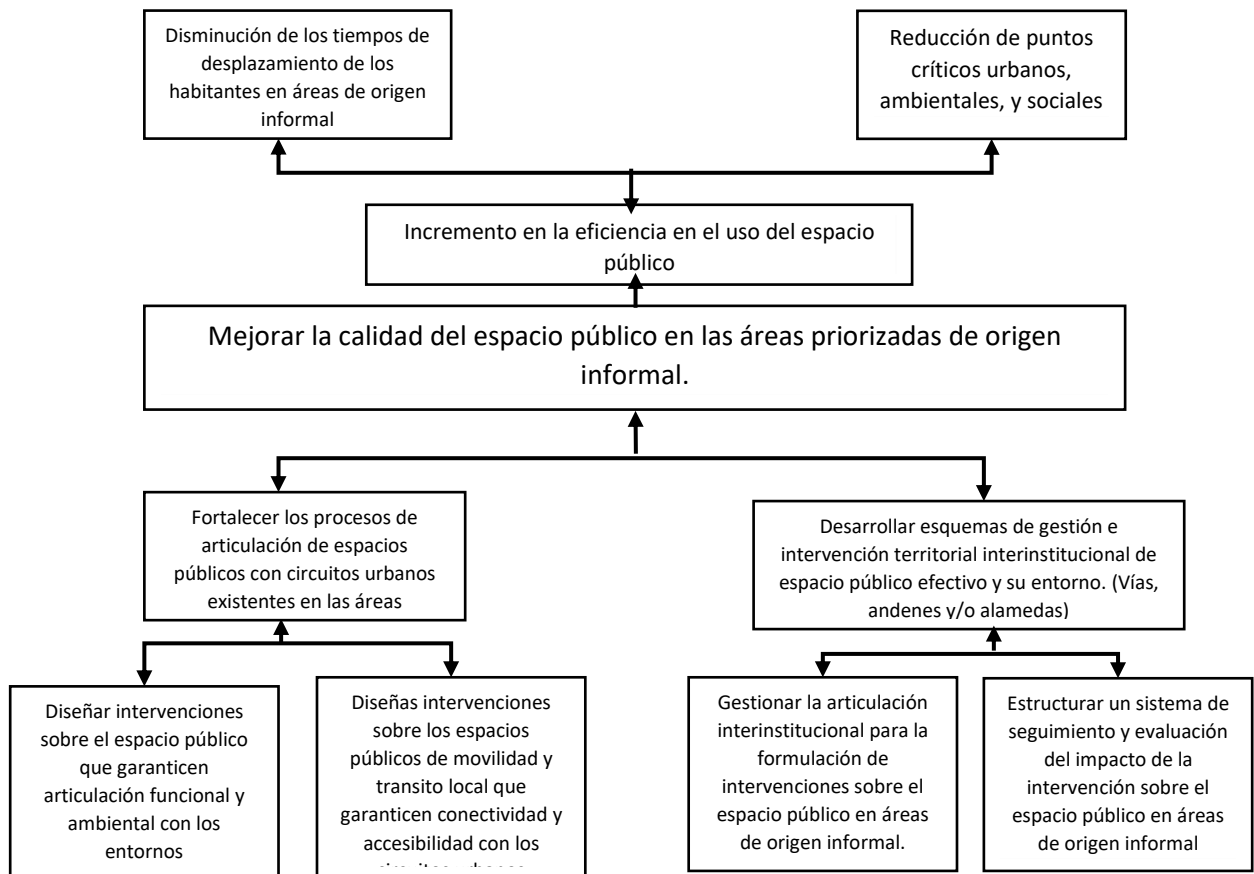 Disminución de los tiempos de
desplazamiento de los
habitantes en áreas de origen
informal
Reducción de puntos
críticos urbanos,
ambientales, y sociales
Incremento en la eficiencia en el uso del espacio
público
Mejorar la calidad del espacio público en las áreas priorizadas de origen
informal.
Fortalecer los procesos de
articulación de espacios
públicos con circuitos urbanos
existentes en las áreas
Desarrollar esquemas de gestión e
intervención territorial interinstitucional de
espacio público efectivo y su entorno. (Vías,
andenes y/o alamedas)
Diseñar intervenciones
sobre el espacio público
que garanticen
articulación funcional y
ambiental con los
entornos
Diseñas intervenciones
sobre los espacios
públicos de movilidad y
transito local que
garanticen conectividad y
accesibilidad con los
Gestionar la articulación
interinstitucional para la
formulación de
intervenciones sobre el
espacio público en áreas
de origen informal.
Estructurar un sistema de
seguimiento y evaluación
del impacto de la
intervención sobre el
espacio público en áreas
de origen informal